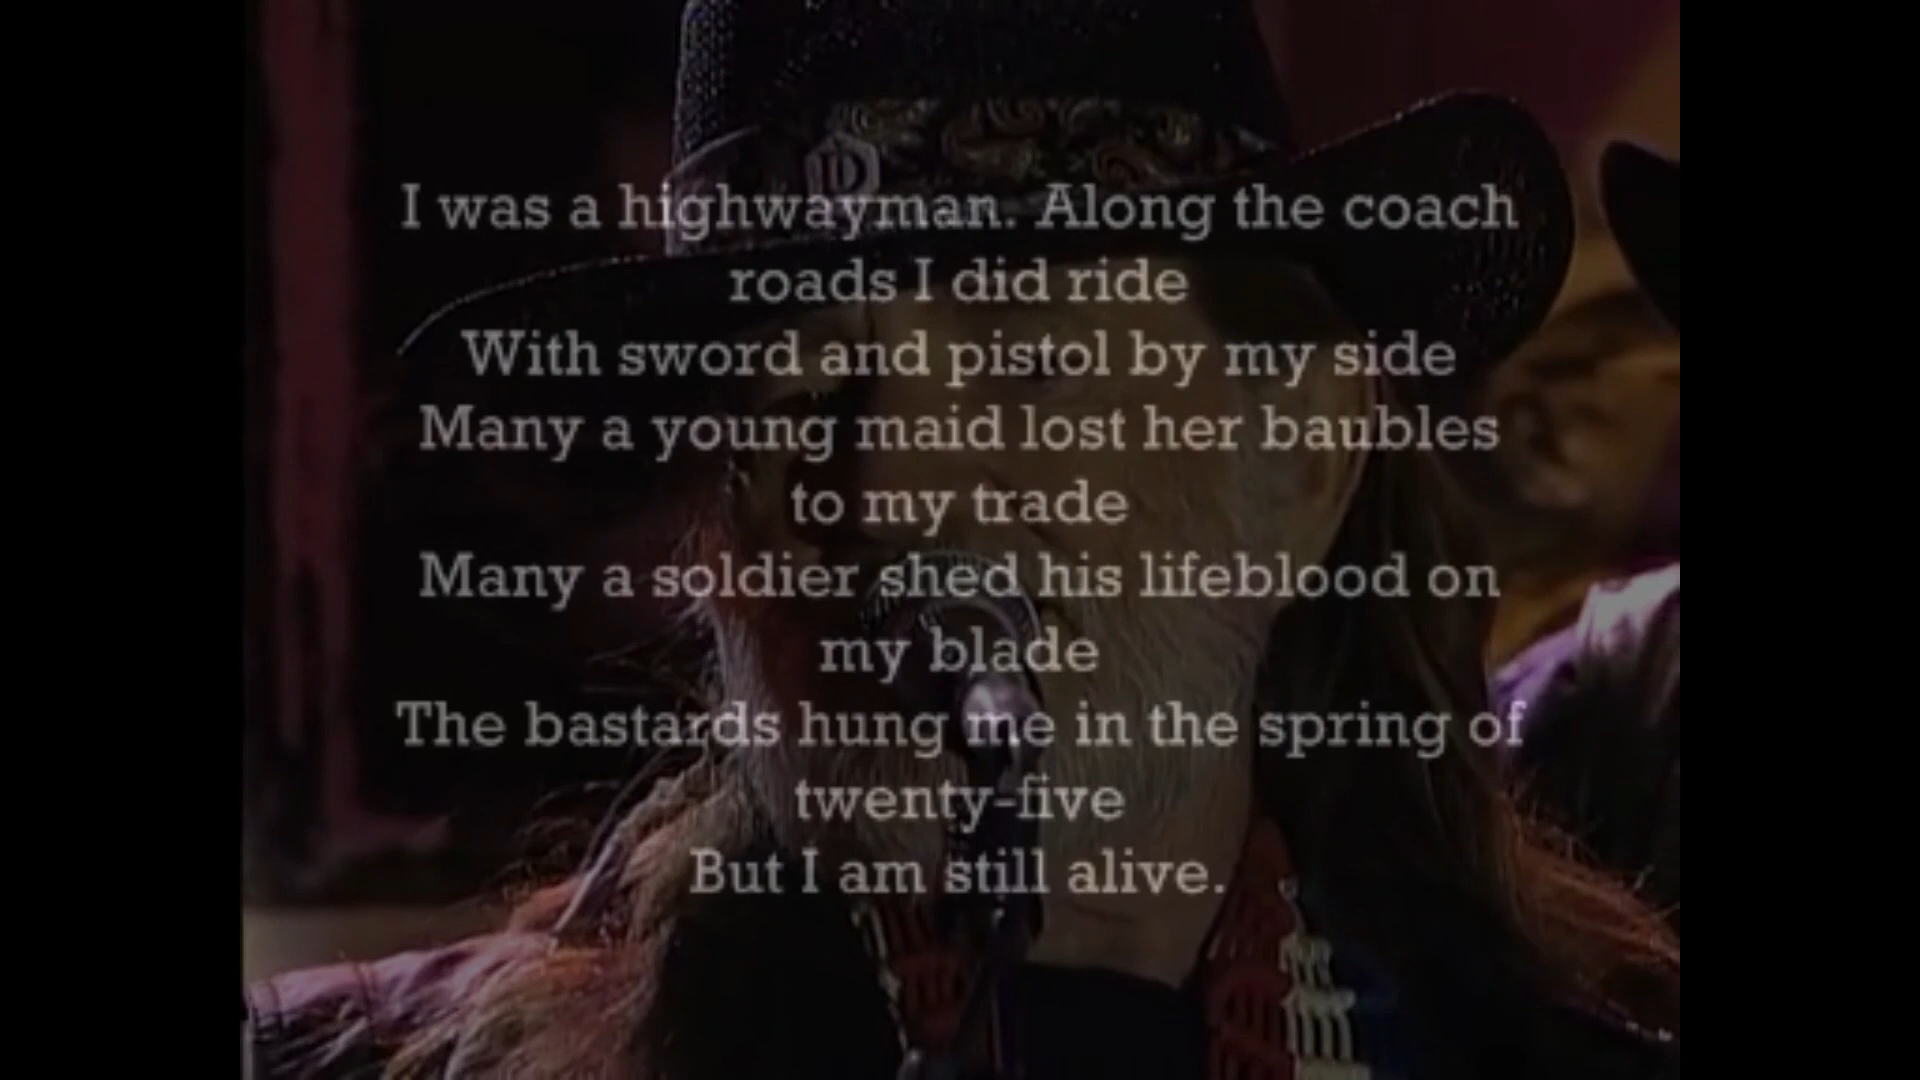 I was a highwayman. Along the coach
roads I did ride
With sword and pistol by my side
Many a young maid lost her baubles
to my trade
Many a soldier shed his lifeblood on
my blade
The bastards hung me in the spring of
twenty-five
But I am still alive.